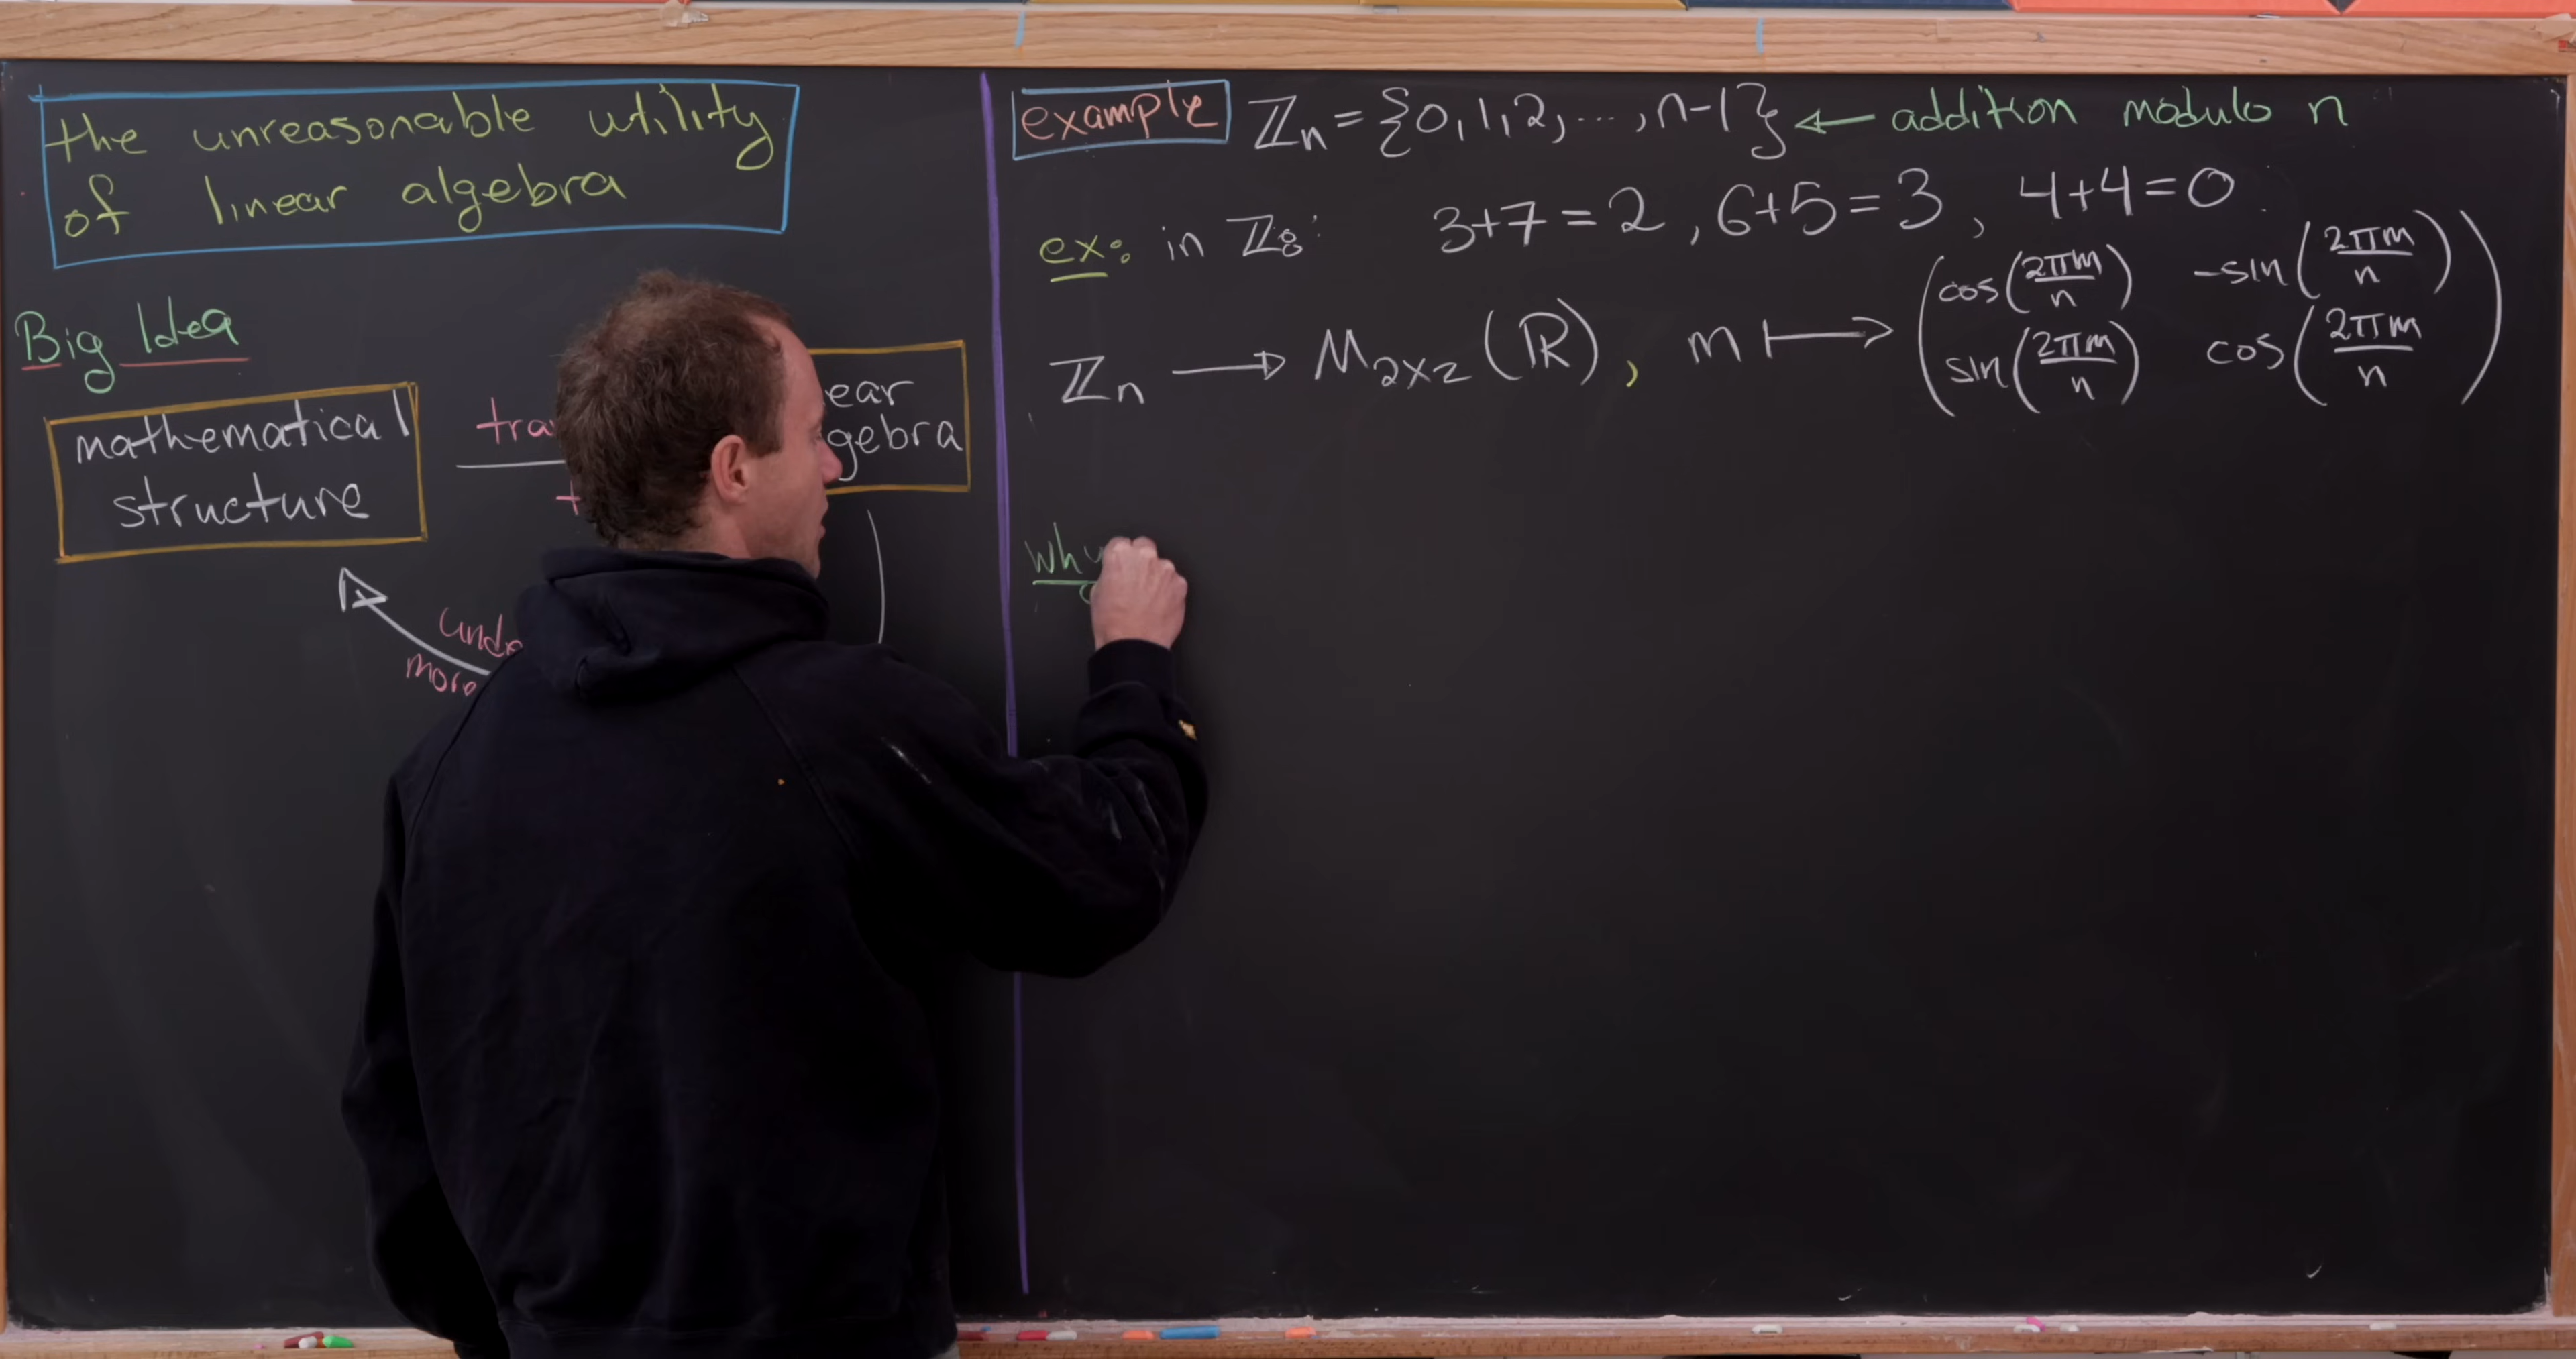 the unreasonable utility
of linear algebra
Big Idea
mathematical
structure
example ℤn = {0,1,2,...,n-1} ← addition modulo n
ex: in ℤ8: 3+7=2, 6+5=3, 4+4=0
ℤn → M2x2(ℝ), m ↦ (cos(2πm/n) -sin(2πm/n)
sin(2πm/n) cos(2πm/n))
why
more